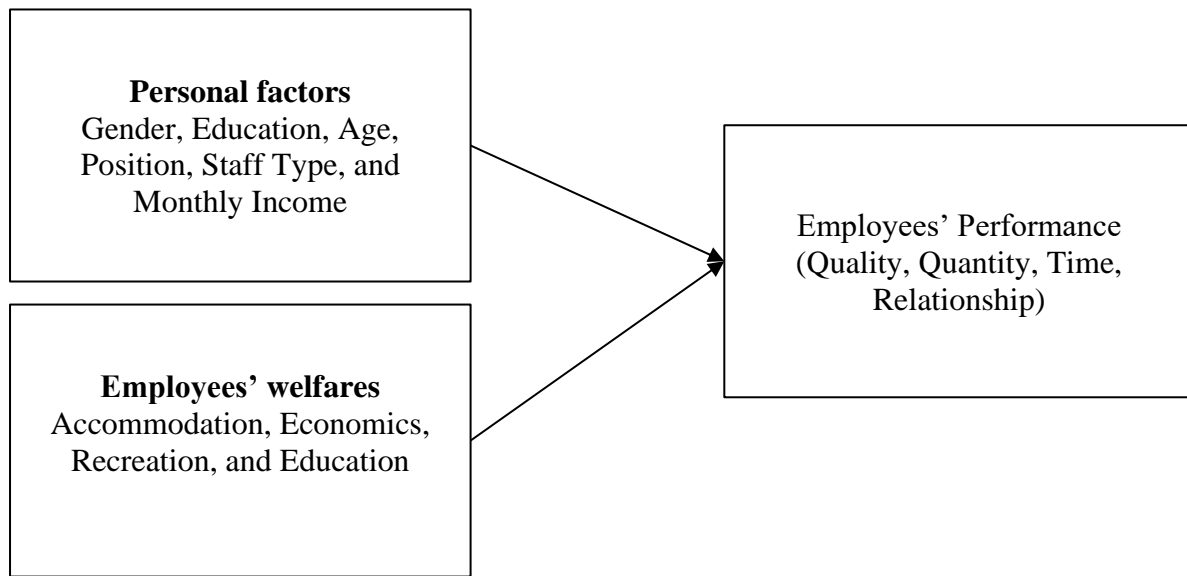 Personal factors
Gender, Education, Age,
Position, Staff Type, and
Monthly Income
Employees’ welfares
Accommodation, Economics,
Recreation, and Education
Employees’ Performance
(Quality, Quantity, Time,
Relationship)